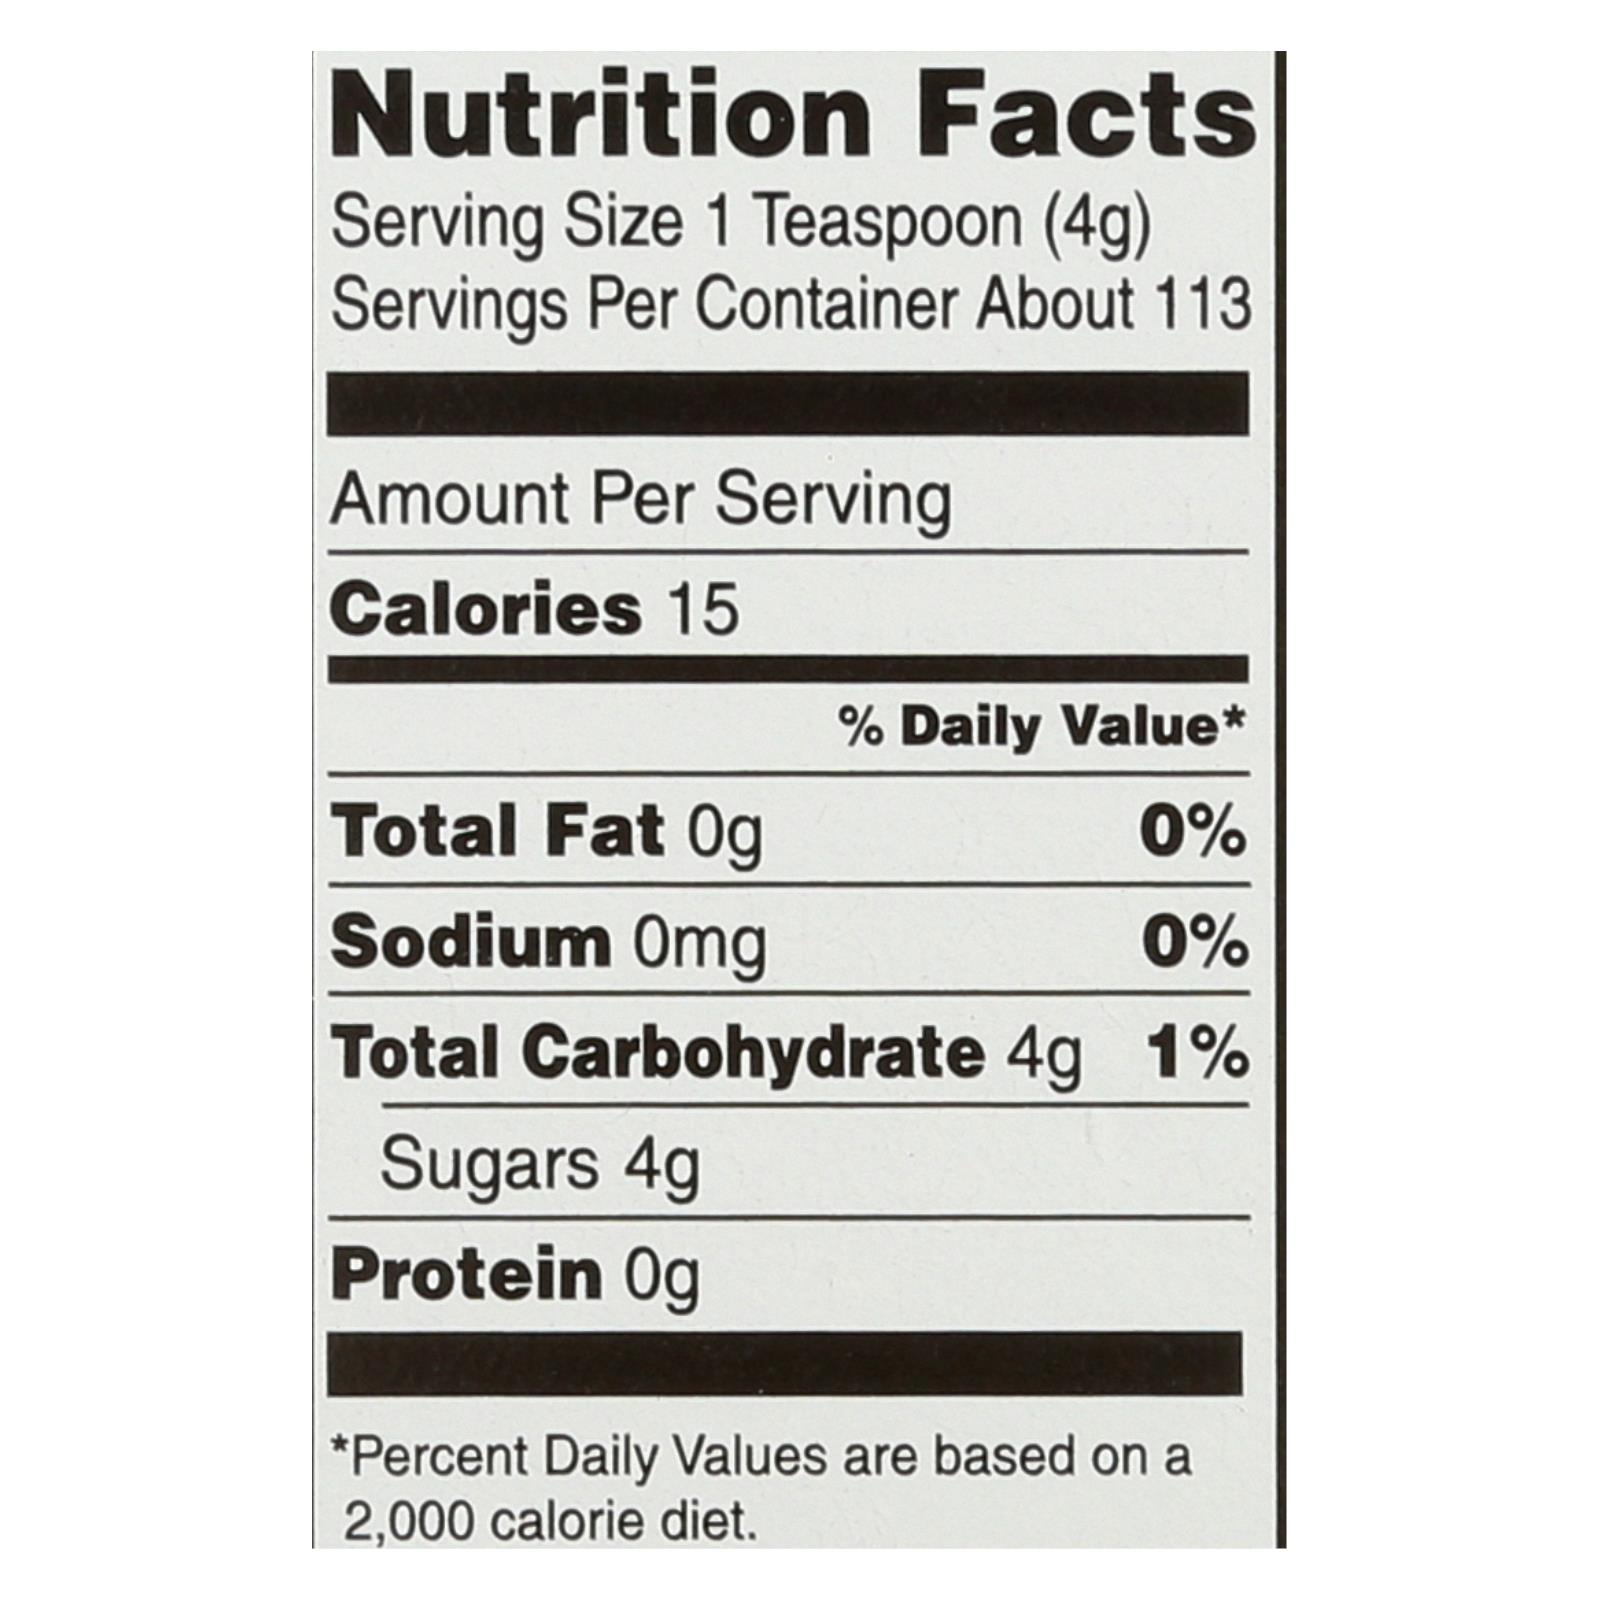 Nutrition Facts
Serving Size 1 Teaspoon (4g)
Servings Per Container About 113
Amount Per Serving
Calories 15
% Daily Value*
Total Fat 0g 0%
Sodium 0mg 0%
Total Carbohydrate 4g 1%
Sugars 4g
Protein 0g
*Percent Daily Values are based on a
2,000 calorie diet.